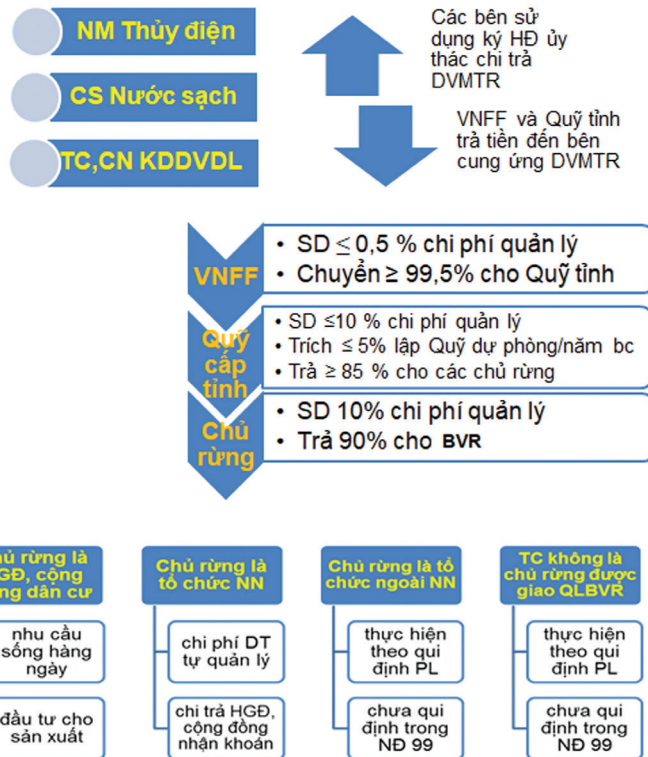 NM Thủy điện
CS Nước sạch
TC,CN KDDVDL
Các bên sử
dụng ký HĐ ủy
thác chi trả
DVMTR
VNFF và Quỹ tỉnh
trả tiền đến bên
cung ứng DVMTR
VNFF
• SD ≤ 0,5 % chi phí quản lý
• Chuyển ≥ 99,5% cho Quỹ tỉnh
Quỹ
cấp
tỉnh
• SD ≤10 % chi phí quản lý
• Trích ≤ 5% lập Quỹ dự phòng/năm bc
• Trả ≥ 85 % cho các chủ rừng
Chủ
rừng
• SD 10% chi phí quản lý
• Trả 90% cho BVR
rừng là
cộng
dân cư
nhu cầu
sống hàng
ngày
đầu tư cho
sản xuất
Chủ rừng là
tổ chức NN
chi phí DT
tự quản lý
chi trả HGĐ,
cộng đồng
nhận khoán
Chủ rừng là tổ
chức ngoài NN
thực hiện
theo qui
định PL
chưa qui
định trong
NĐ 99
TC không là
chủ rừng được
giao QLBVR
thực hiện
theo qui
định PL
chưa qui
định trong
NĐ 99